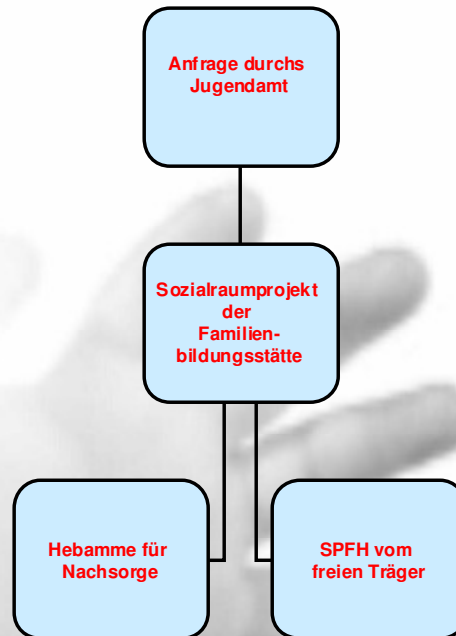 Anfrage durchs
Jugendamt
Sozialraumprojekt
der
Familien-
bildungsstätte
Hebamme für
Nachsorge
SPFH vom
freien Träger